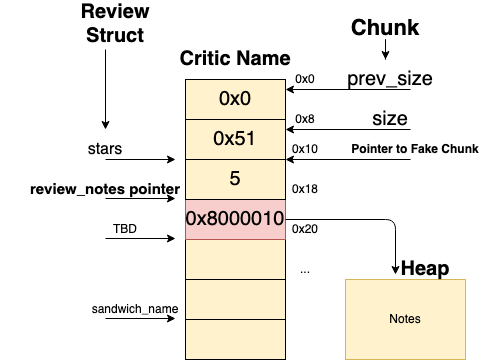 Review
Struct
Chunk
Critic Name
0x0
prev_size
0x0
0x8
size
0x51
stars
0x10
Pointer to Fake Chunk
5
review_notes pointer
0x18
0x8000010
TBD
0x20
...
Heap
sandwich_name
Notes